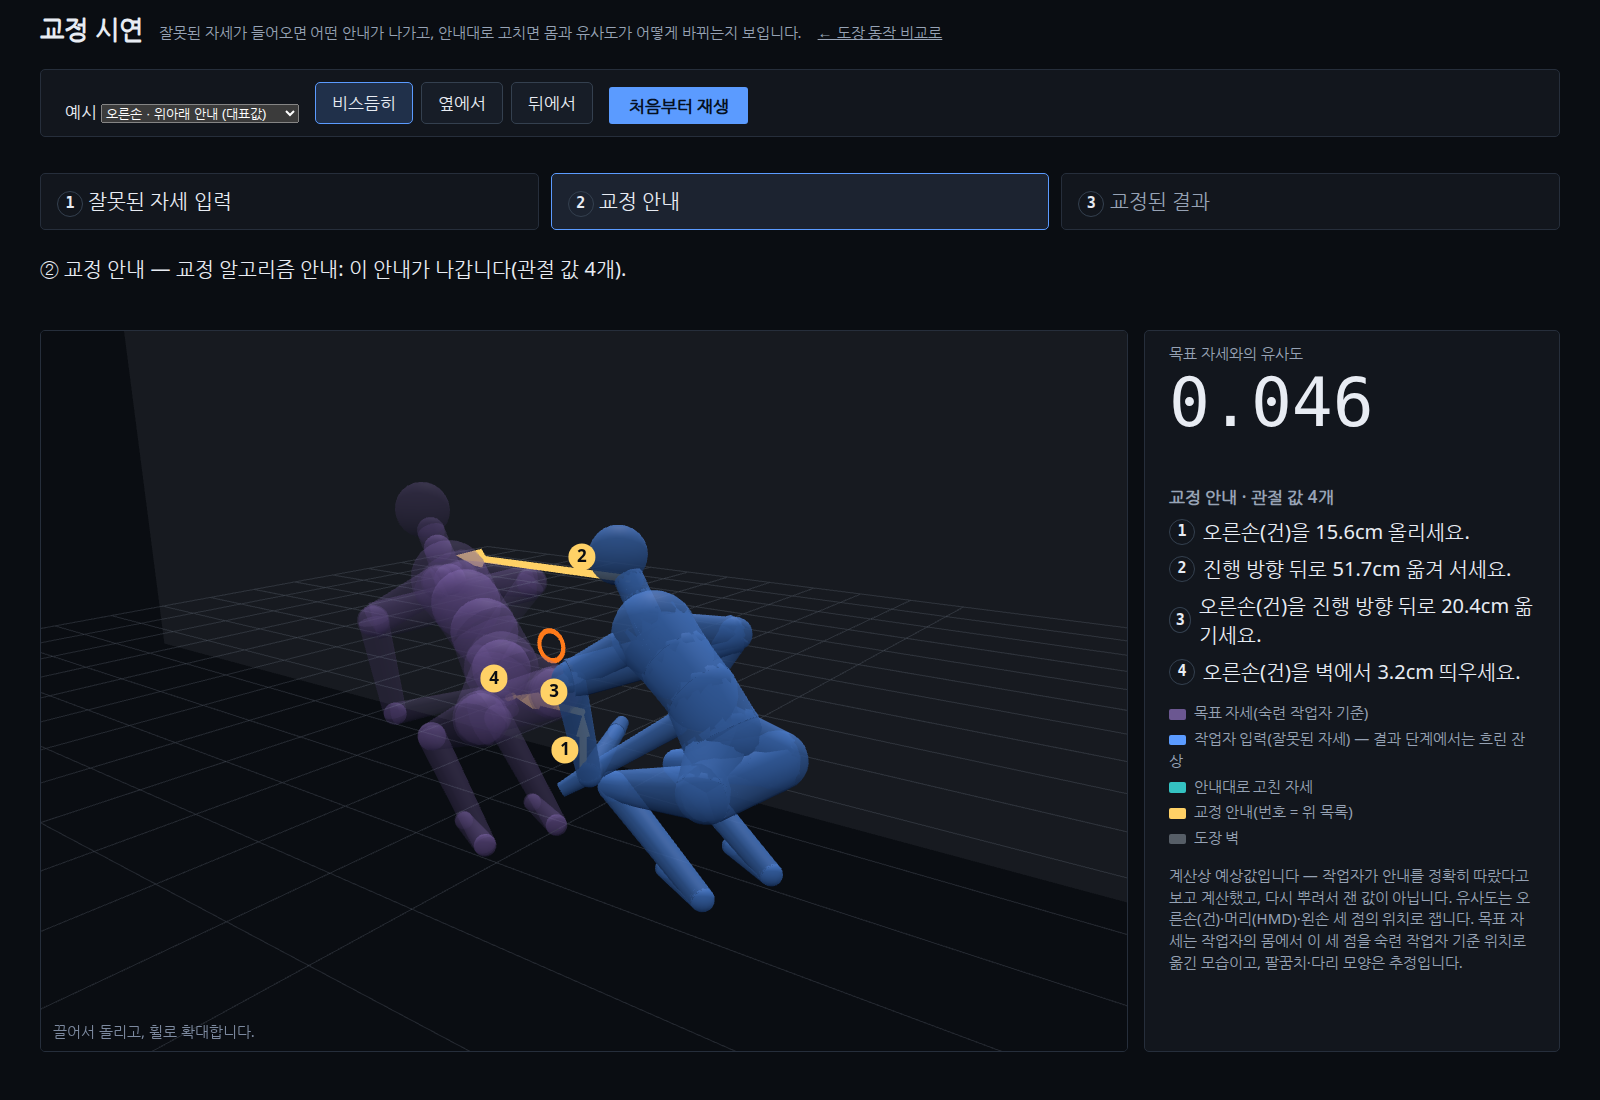 교정 시연 잘못된 자세가 들어오면 어떤 안내가 나가고, 안내대로 고치면 몸과 유사도가 어떻게 바뀌는지 보입니다. ← 도장 동작 비교로
예시 오른손 · 위아래 안내 (대표값) 비스듬히 옆에서 뒤에서 처음부터 재생
1 잘못된 자세 입력
2 교정 안내
3 교정된 결과
② 교정 안내 — 교정 알고리즘 안내: 이 안내가 나갑니다(관절 값 4개).
2
4
3
1
끌어서 돌리고, 휠로 확대합니다.
목표 자세와의 유사도
0.046
교정 안내 · 관절 값 4개
1 오른손(건)을 15.6cm 올리세요.
2 진행 방향 뒤로 51.7cm 옮겨 서세요.
3 오른손(건)을 진행 방향 뒤로 20.4cm 옮
기세요.
4 오른손(건)을 벽에서 3.2cm 띄우세요.
목표 자세(숙련 작업자 기준)
작업자 입력(잘못된 자세) — 결과 단계에서는 흐린 잔
상
안내대로 고친 자세
교정 안내(번호 = 위 목록)
도장 벽
계산상 예상값입니다 — 작업자가 안내를 정확히 따랐다고
보고 계산했고, 다시 뿌려서 잰 값이 아닙니다. 유사도는 오
른손(건)·머리(HMD)·왼손 세 점의 위치로 잽니다. 목표 자
세는 작업자의 몸에서 이 세 점을 숙련 작업자 기준 위치로
옮긴 모습이고, 팔꿈치·다리 모양은 추정입니다.